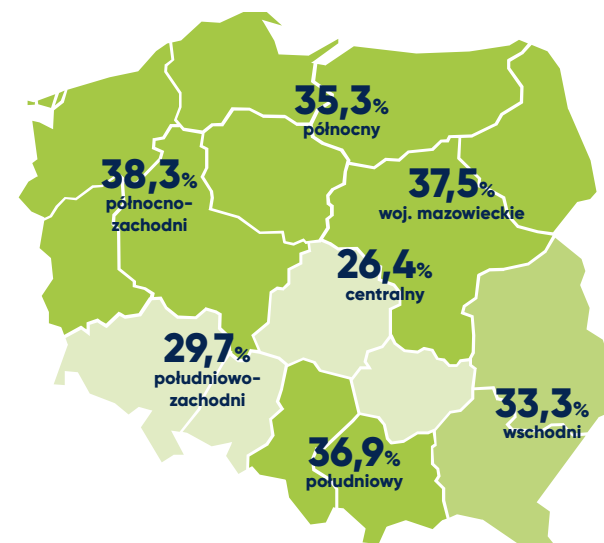 35,3%
północny
38,3%
północno-
zachodni
37,5%
woj. mazowieckie
26,4%
centralny
29,7%
południowo-
zachodni
33,3%
wschodni
36,9%
południowy